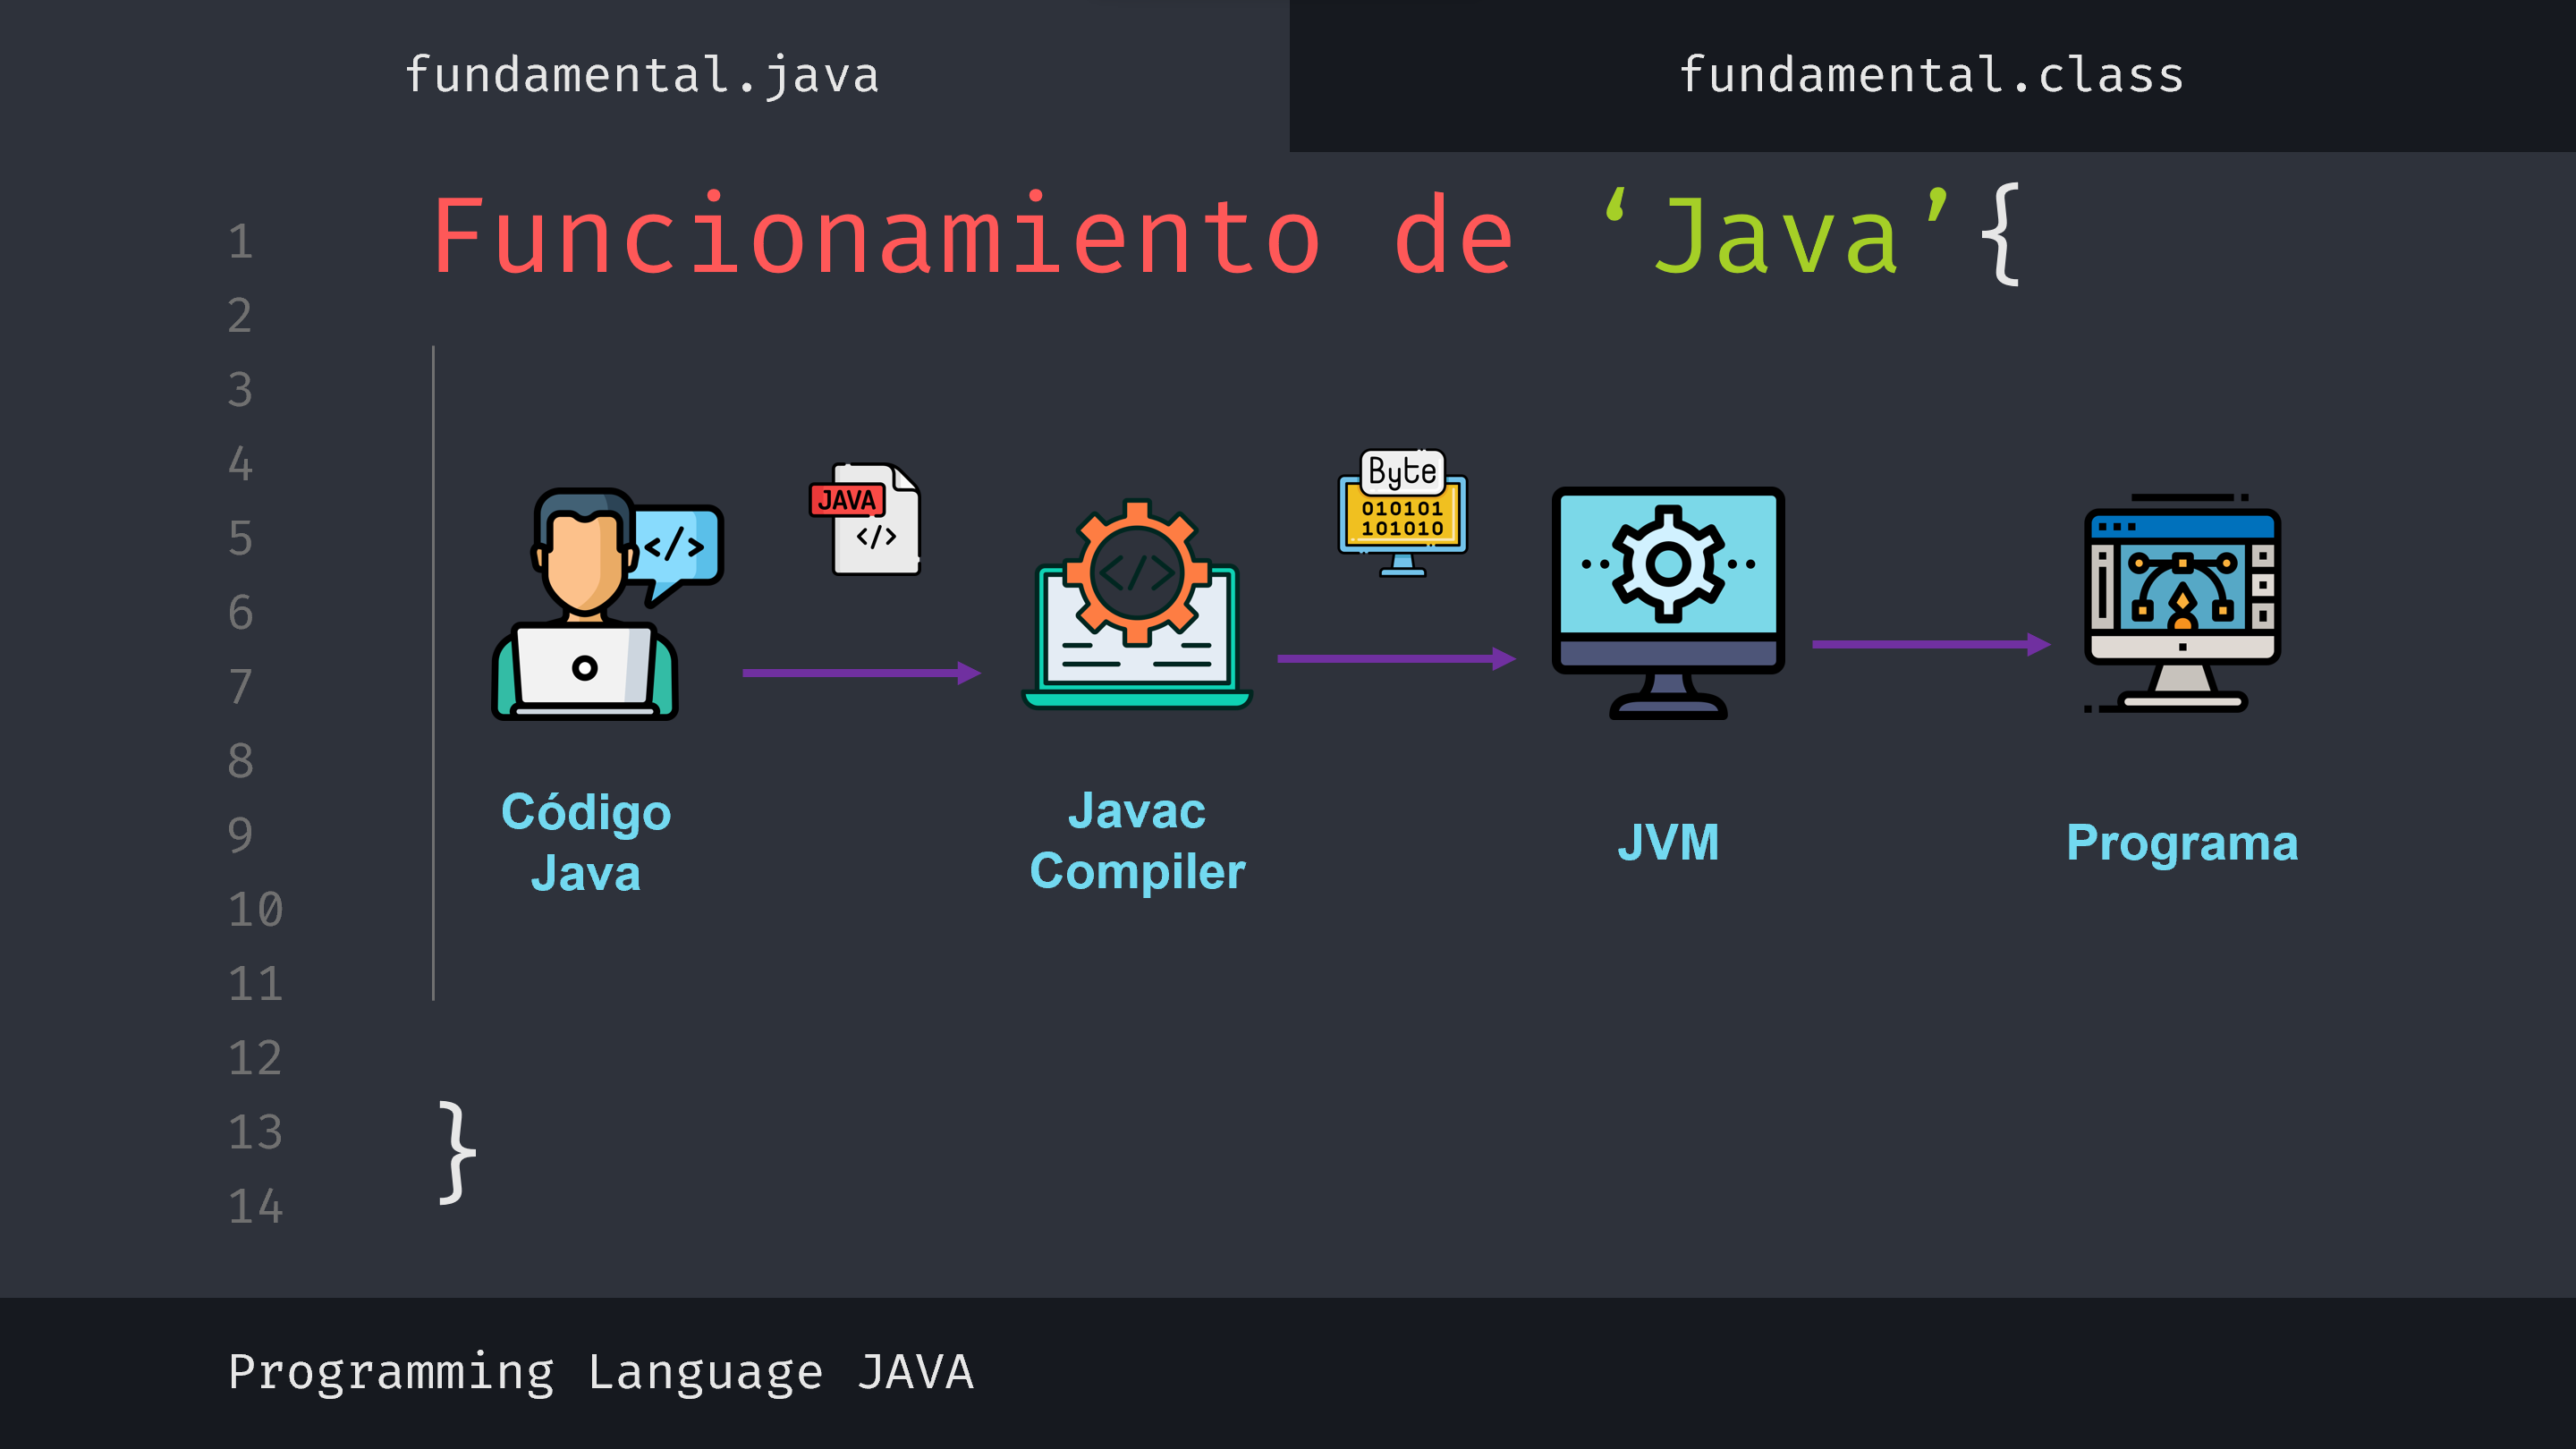 fundamental.java
fundamental.class
1
Funcionamiento de ‘Java’{
2
3
4
5
6
7
8
9
10
11
12
13
14
</>
JAVA
</>
</>
Byte
010101
101010
Código
Java
Javac
Compiler
JVM
Programa
}
Programming Language JAVA